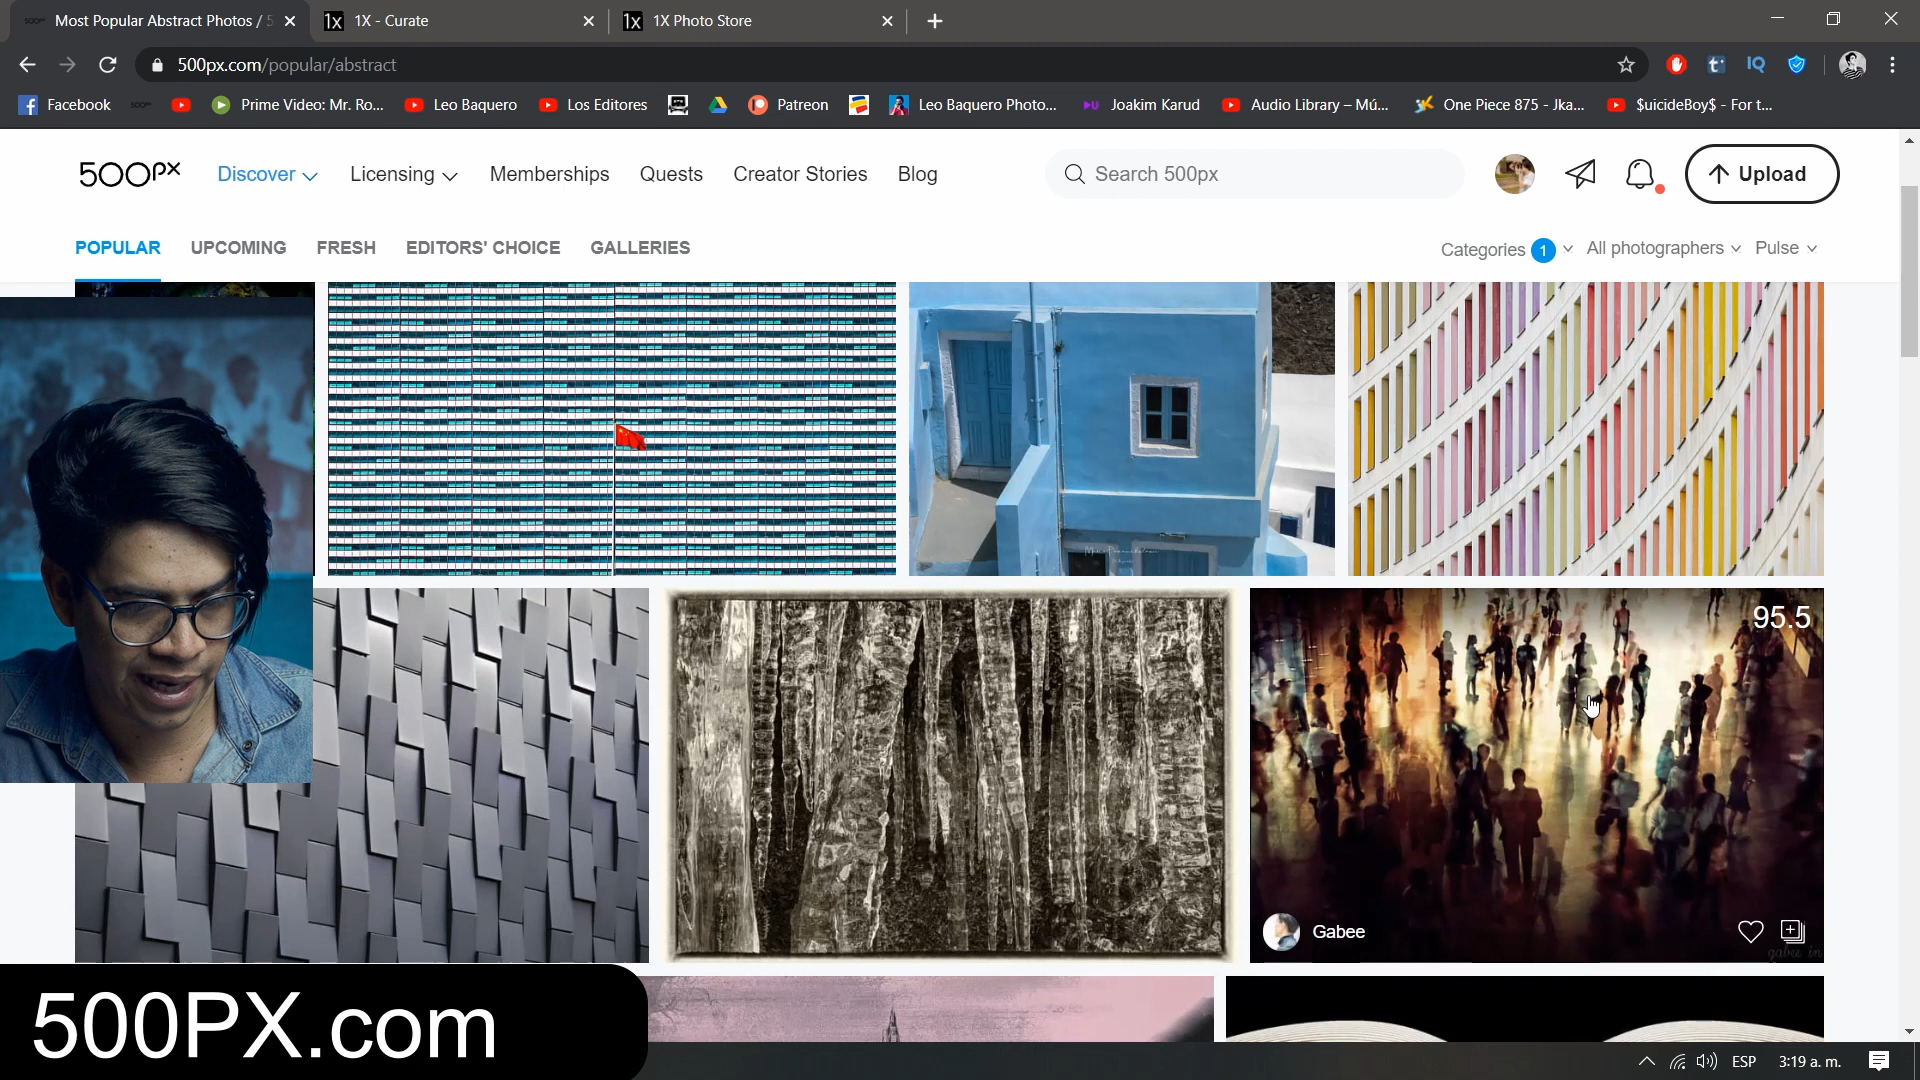 Most Popular Abstract Photos / 5
1X - Curate
1X Photo Store
500px.com/popular/abstract
Facebook
Prime Video: Mr. Ro...
Leo Baquero
Los Editores
Patreon
Leo Baquero Photo...
Joakim Karud
Audio Library – Mú...
One Piece 875 - Jka...
$uicideBoy$ - For t...
500px
Discover
Licensing
Memberships
Quests
Creator Stories
Blog
Search 500px
Upload
POPULAR
UPCOMING
FRESH
EDITORS' CHOICE
GALLERIES
Categories 1
All photographers
Pulse
95.5
Gabee
500PX.com
ESP
3:19 a. m.